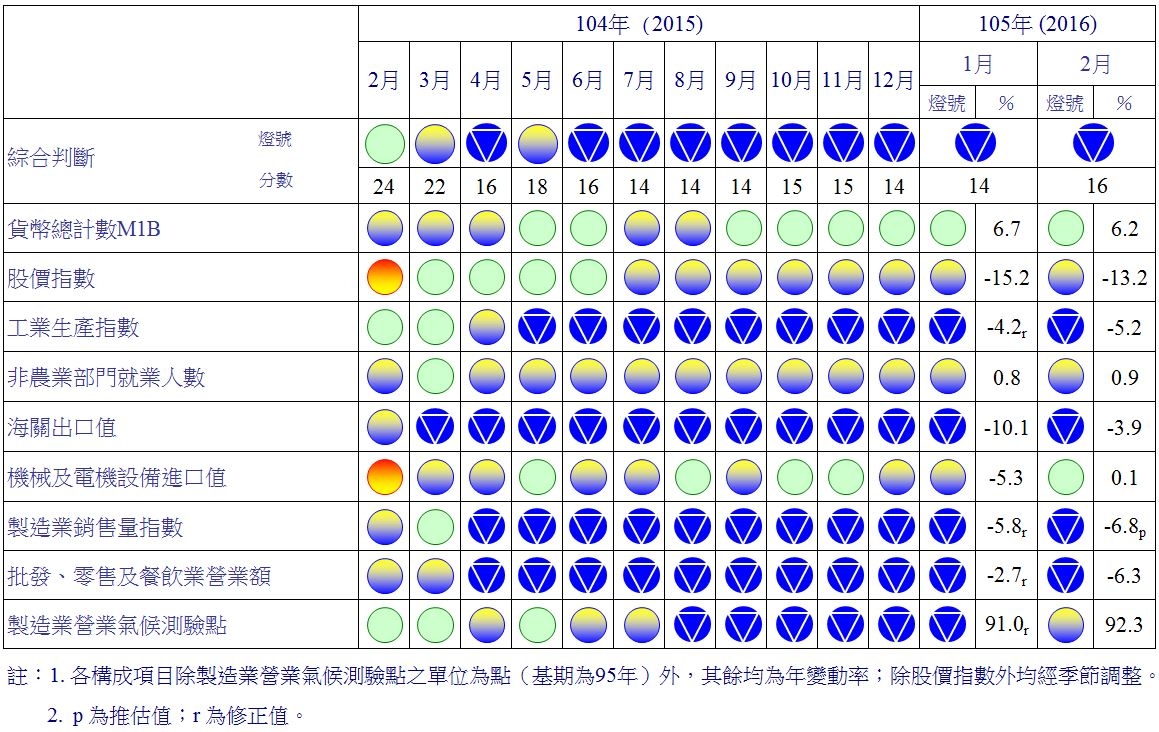 104年 (2015) 105年 (2016)
2月 3月 4月 5月 6月 7月 8月 9月 10月 11月 12月 1月 2月
燈號 % 燈號 %
綜合判斷 燈號
分數 24 22 16 18 16 14 14 14 15 15 14 14 16
貨幣總計數M1B 6.7 6.2
股價指數 -15.2 -13.2
工業生產指數 -4.2r -5.2
非農業部門就業人數 0.8 0.9
海關出口值 -10.1 -3.9
機械及電機設備進口值 -5.3 0.1
製造業銷售量指數 -5.8r -6.8p
批發、零售及餐飲業營業額 -2.7r -6.3
製造業營業氣候測驗點 91.0r 92.3
註：1. 各構成項目除製造業營業氣候測驗點之單位為點（基期為95年）外，其餘均為年變動率；除股價指數外均經季節調整。
2. p 為推估值；r 為修正值。